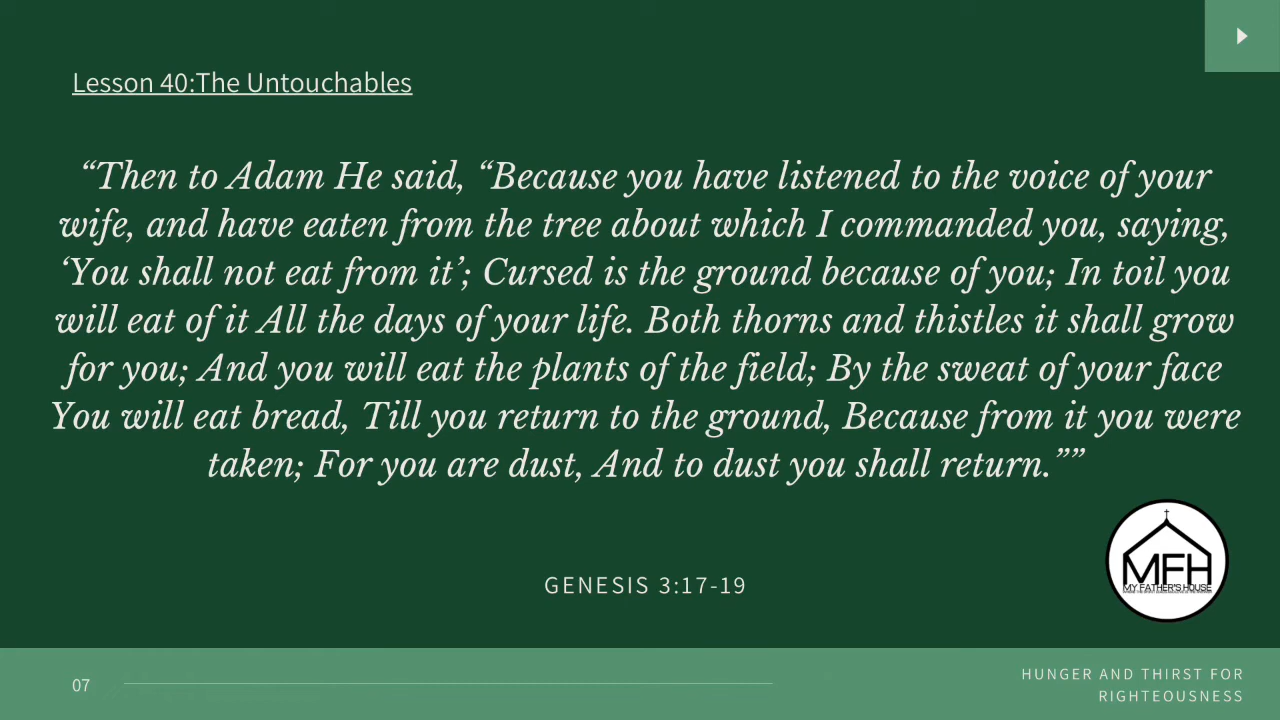 Lesson 40:The Untouchables
“Then to Adam He said, “Because you have listened to the voice of your
wife, and have eaten from the tree about which I commanded you, saying,
‘You shall not eat from it’; Cursed is the ground because of you; In toil you
will eat of it All the days of your life. Both thorns and thistles it shall grow
for you; And you will eat the plants of the field; By the sweat of your face
You will eat bread, Till you return to the ground, Because from it you were
taken; For you are dust, And to dust you shall return.””
MFH
MY FATHER'S HOUSE
GENESIS 3:17-19
07
HUNGER AND THIRST FOR
RIGHTEOUSNESS